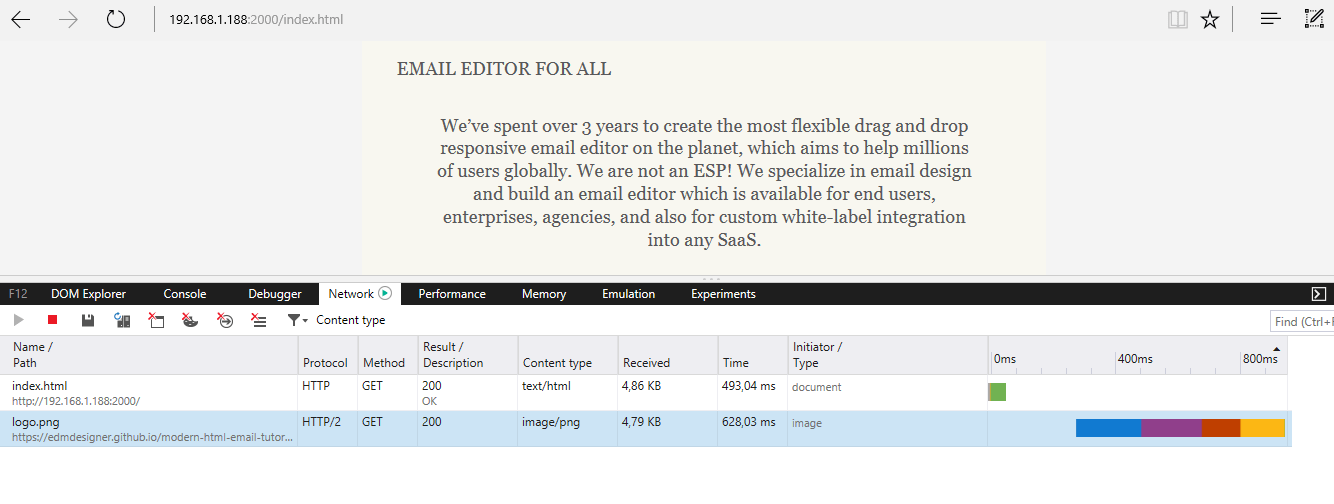 192.168.1.188:2000/index.html
EMAIL EDITOR FOR ALL
We’ve spent over 3 years to create the most flexible drag and drop
responsive email editor on the planet, which aims to help millions
of users globally. We are not an ESP! We specialize in email design
and build an email editor which is available for end users,
enterprises, agencies, and also for custom white-label integration
into any SaaS.
F12 DOM Explorer Console Debugger Network Performance Memory Emulation Experiments
Content type Find (Ctrl+F
Name / Result / Initiator /
Path Protocol Method Description Content type Received Time Type 0ms 400ms 800ms
index.html HTTP GET 200 text/html 4,86 KB 493,04 ms document
http://192.168.1.188:2000/ OK
logo.png HTTP/2 GET 200 image/png 4,79 KB 628,03 ms image
https://edmdesigner.github.io/modern-html-email-tutor...